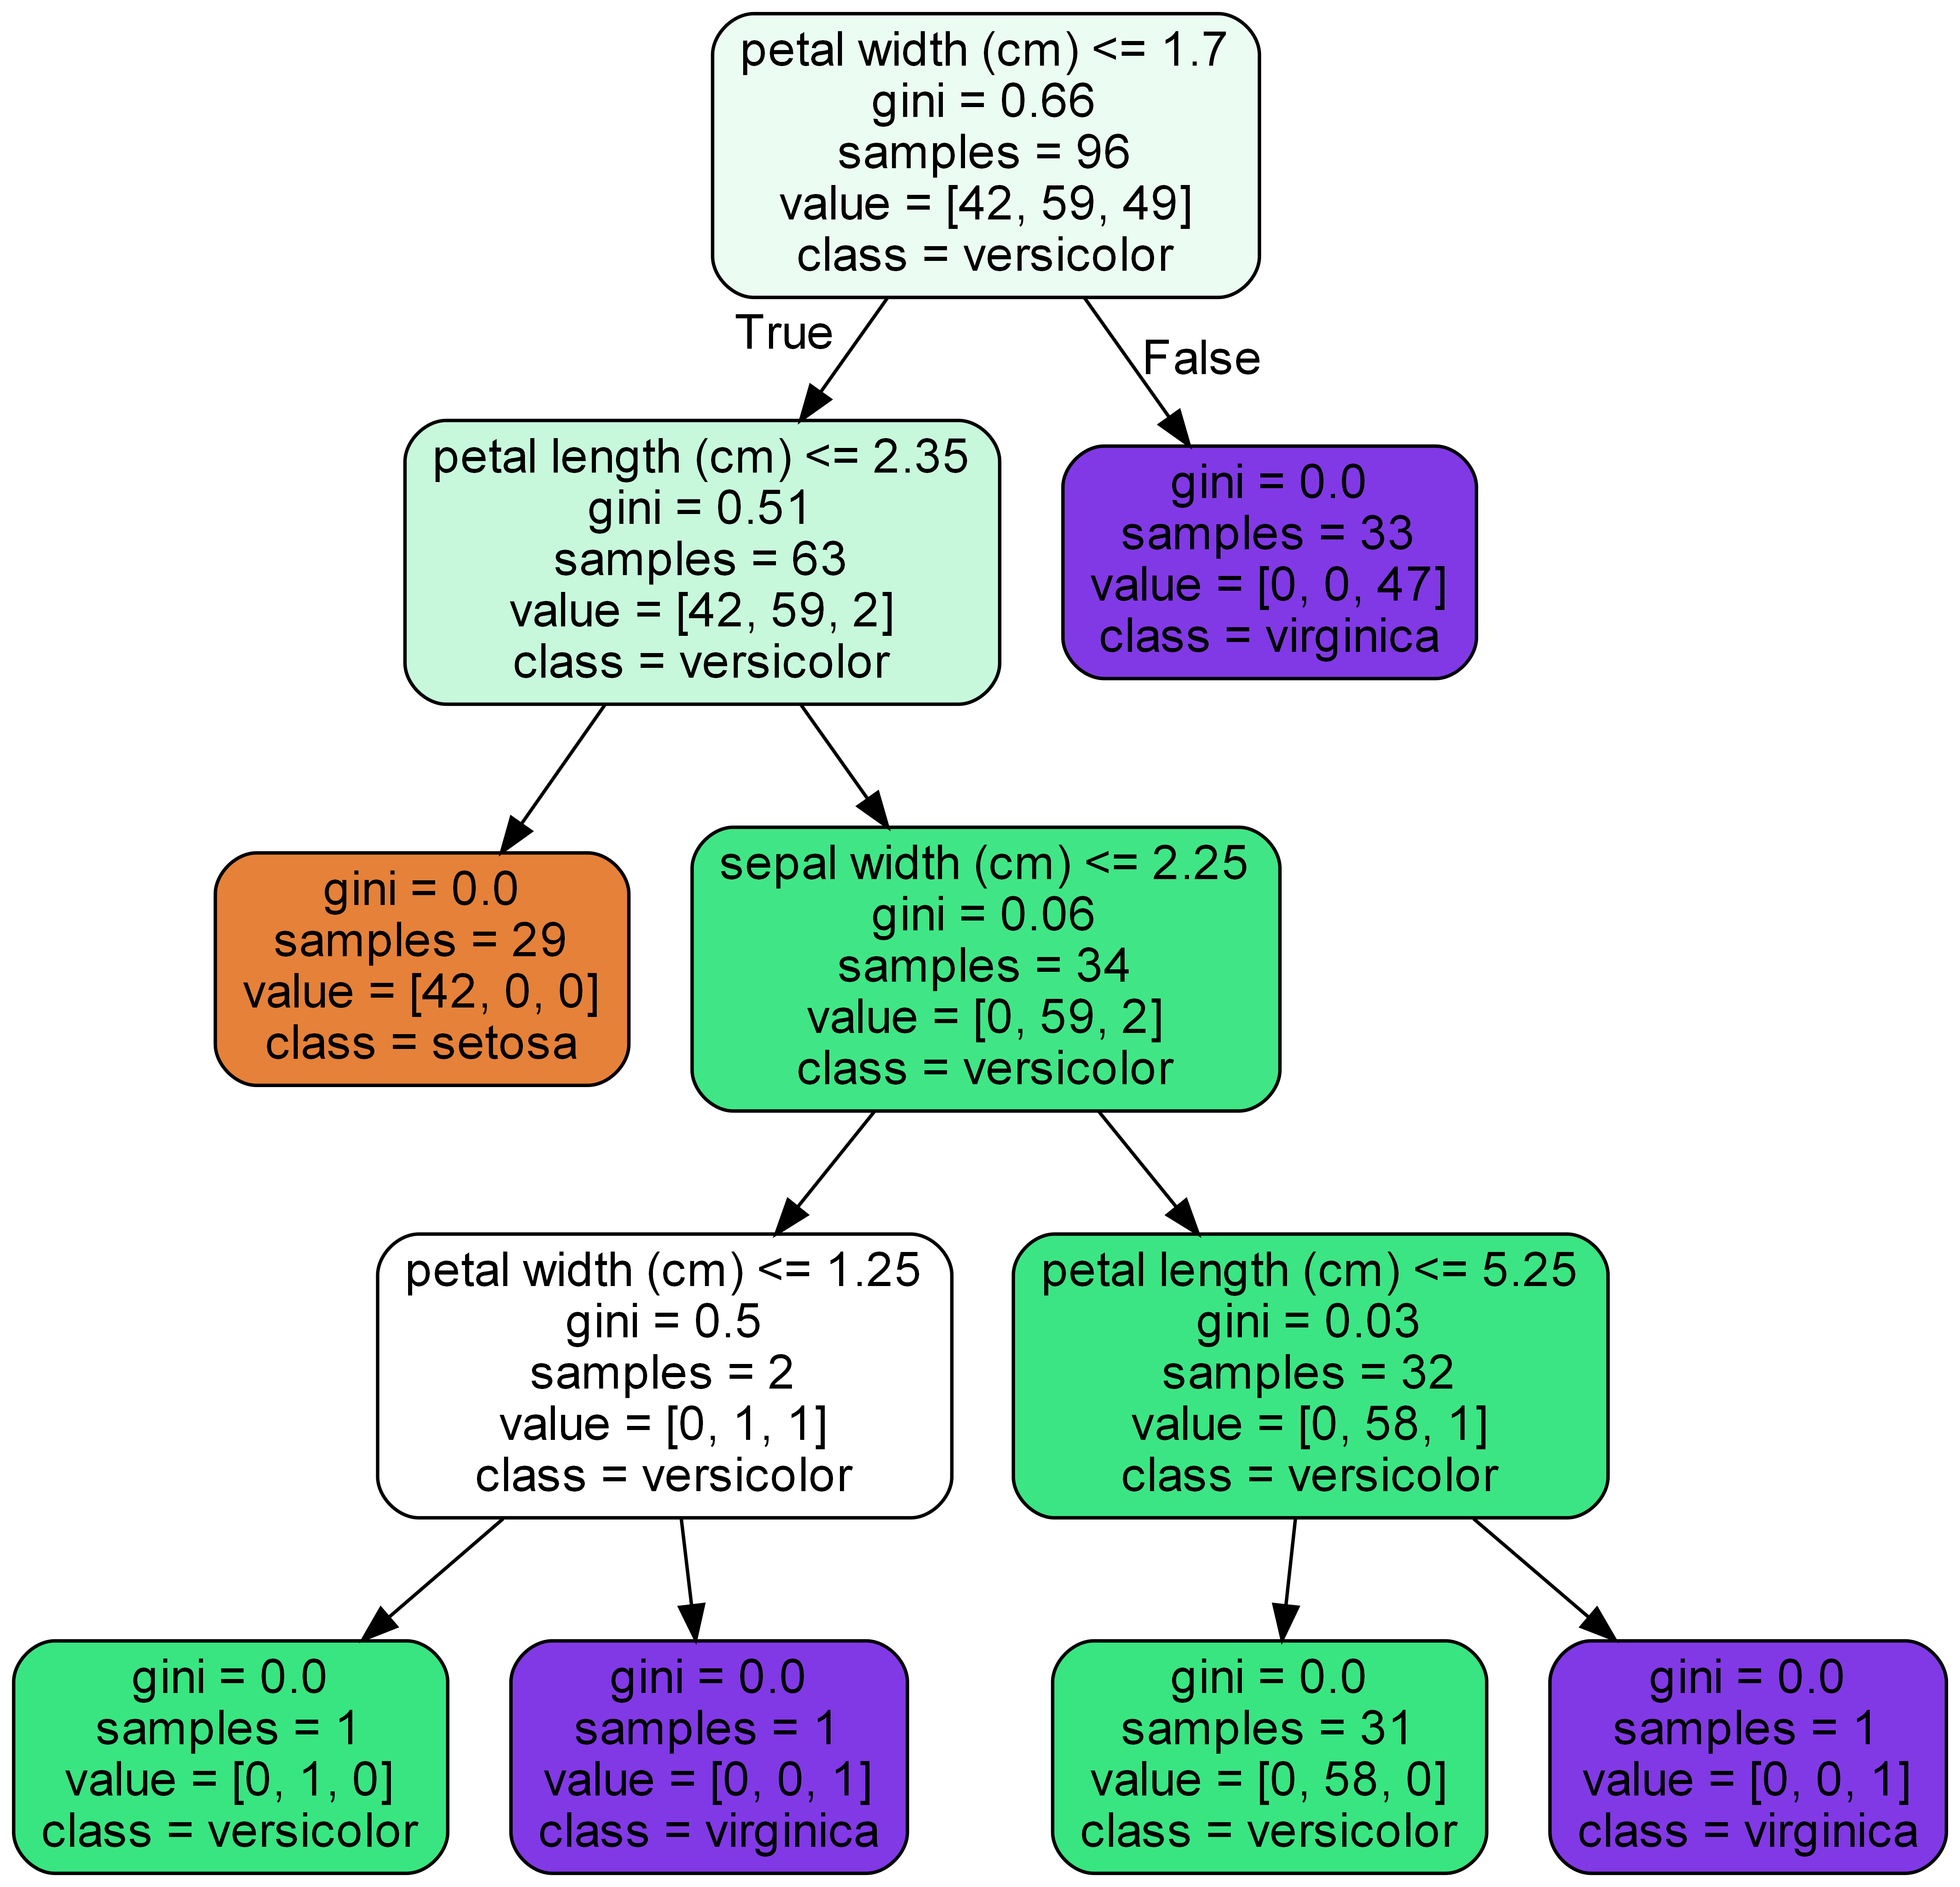 petal width (cm) <= 1.7
gini = 0.66
samples = 96
value = [42, 59, 49]
class = versicolor
True
False
petal length (cm) <= 2.35
gini = 0.51
samples = 63
value = [42, 59, 2]
class = versicolor
gini = 0.0
samples = 33
value = [0, 0, 47]
class = virginica
gini = 0.0
samples = 29
value = [42, 0, 0]
class = setosa
sepal width (cm) <= 2.25
gini = 0.06
samples = 34
value = [0, 59, 2]
class = versicolor
petal width (cm) <= 1.25
gini = 0.5
samples = 2
value = [0, 1, 1]
class = versicolor
petal length (cm) <= 5.25
gini = 0.03
samples = 32
value = [0, 58, 1]
class = versicolor
gini = 0.0
samples = 1
value = [0, 1, 0]
class = versicolor
gini = 0.0
samples = 1
value = [0, 0, 1]
class = virginica
gini = 0.0
samples = 31
value = [0, 58, 0]
class = versicolor
gini = 0.0
samples = 1
value = [0, 0, 1]
class = virginica